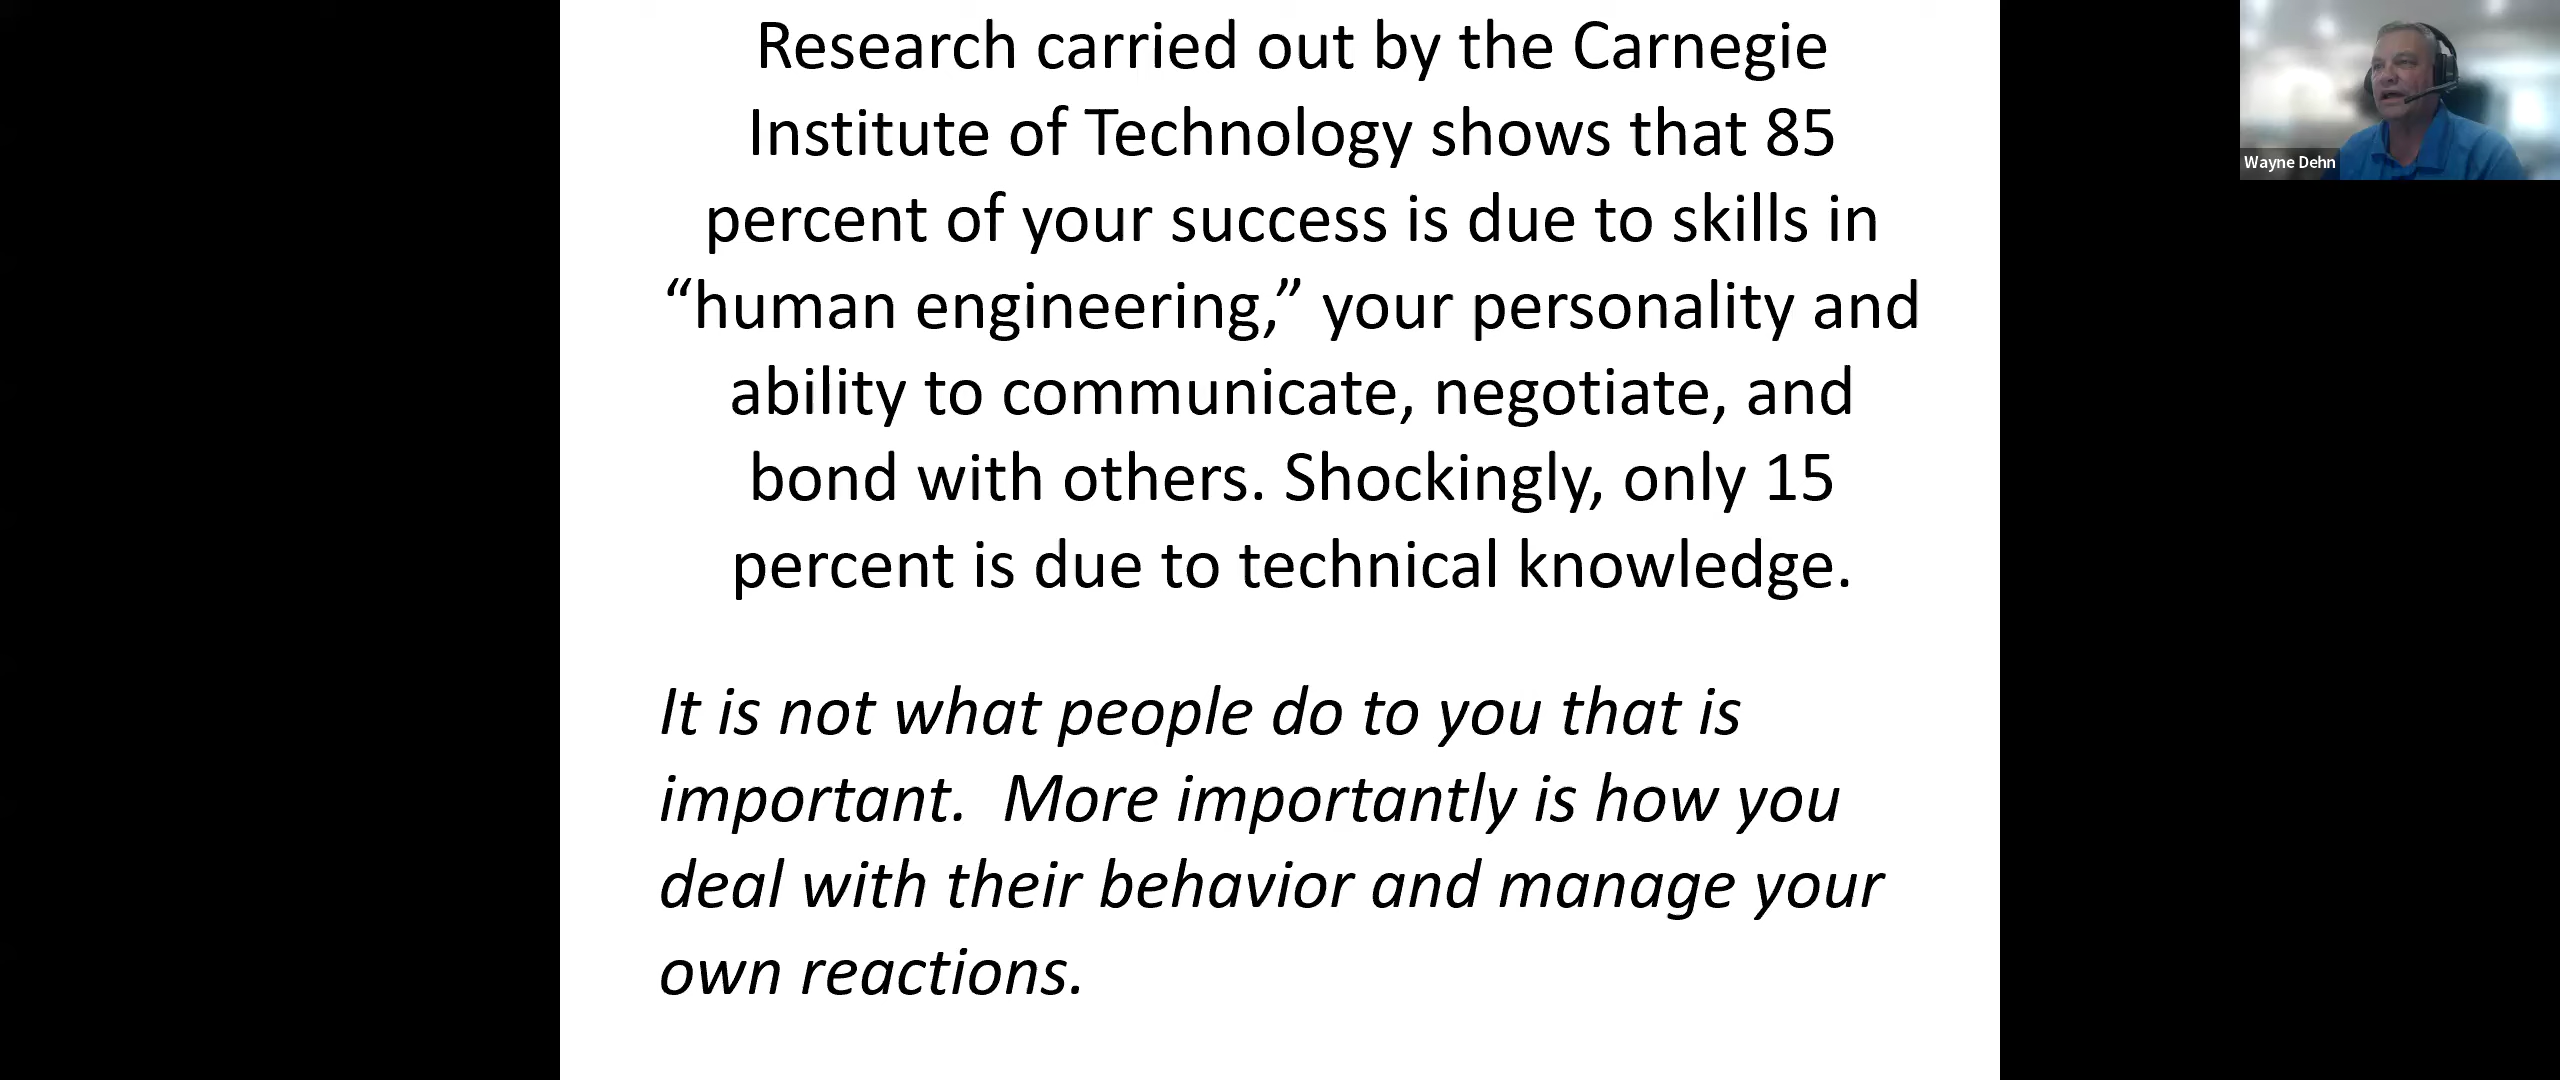 Research carried out by the Carnegie
Institute of Technology shows that 85
percent of your success is due to skills in
“human engineering,” your personality and
ability to communicate, negotiate, and
bond with others. Shockingly, only 15
percent is due to technical knowledge.
It is not what people do to you that is
important.  More importantly is how you
deal with their behavior and manage your
own reactions.
Wayne Dehn